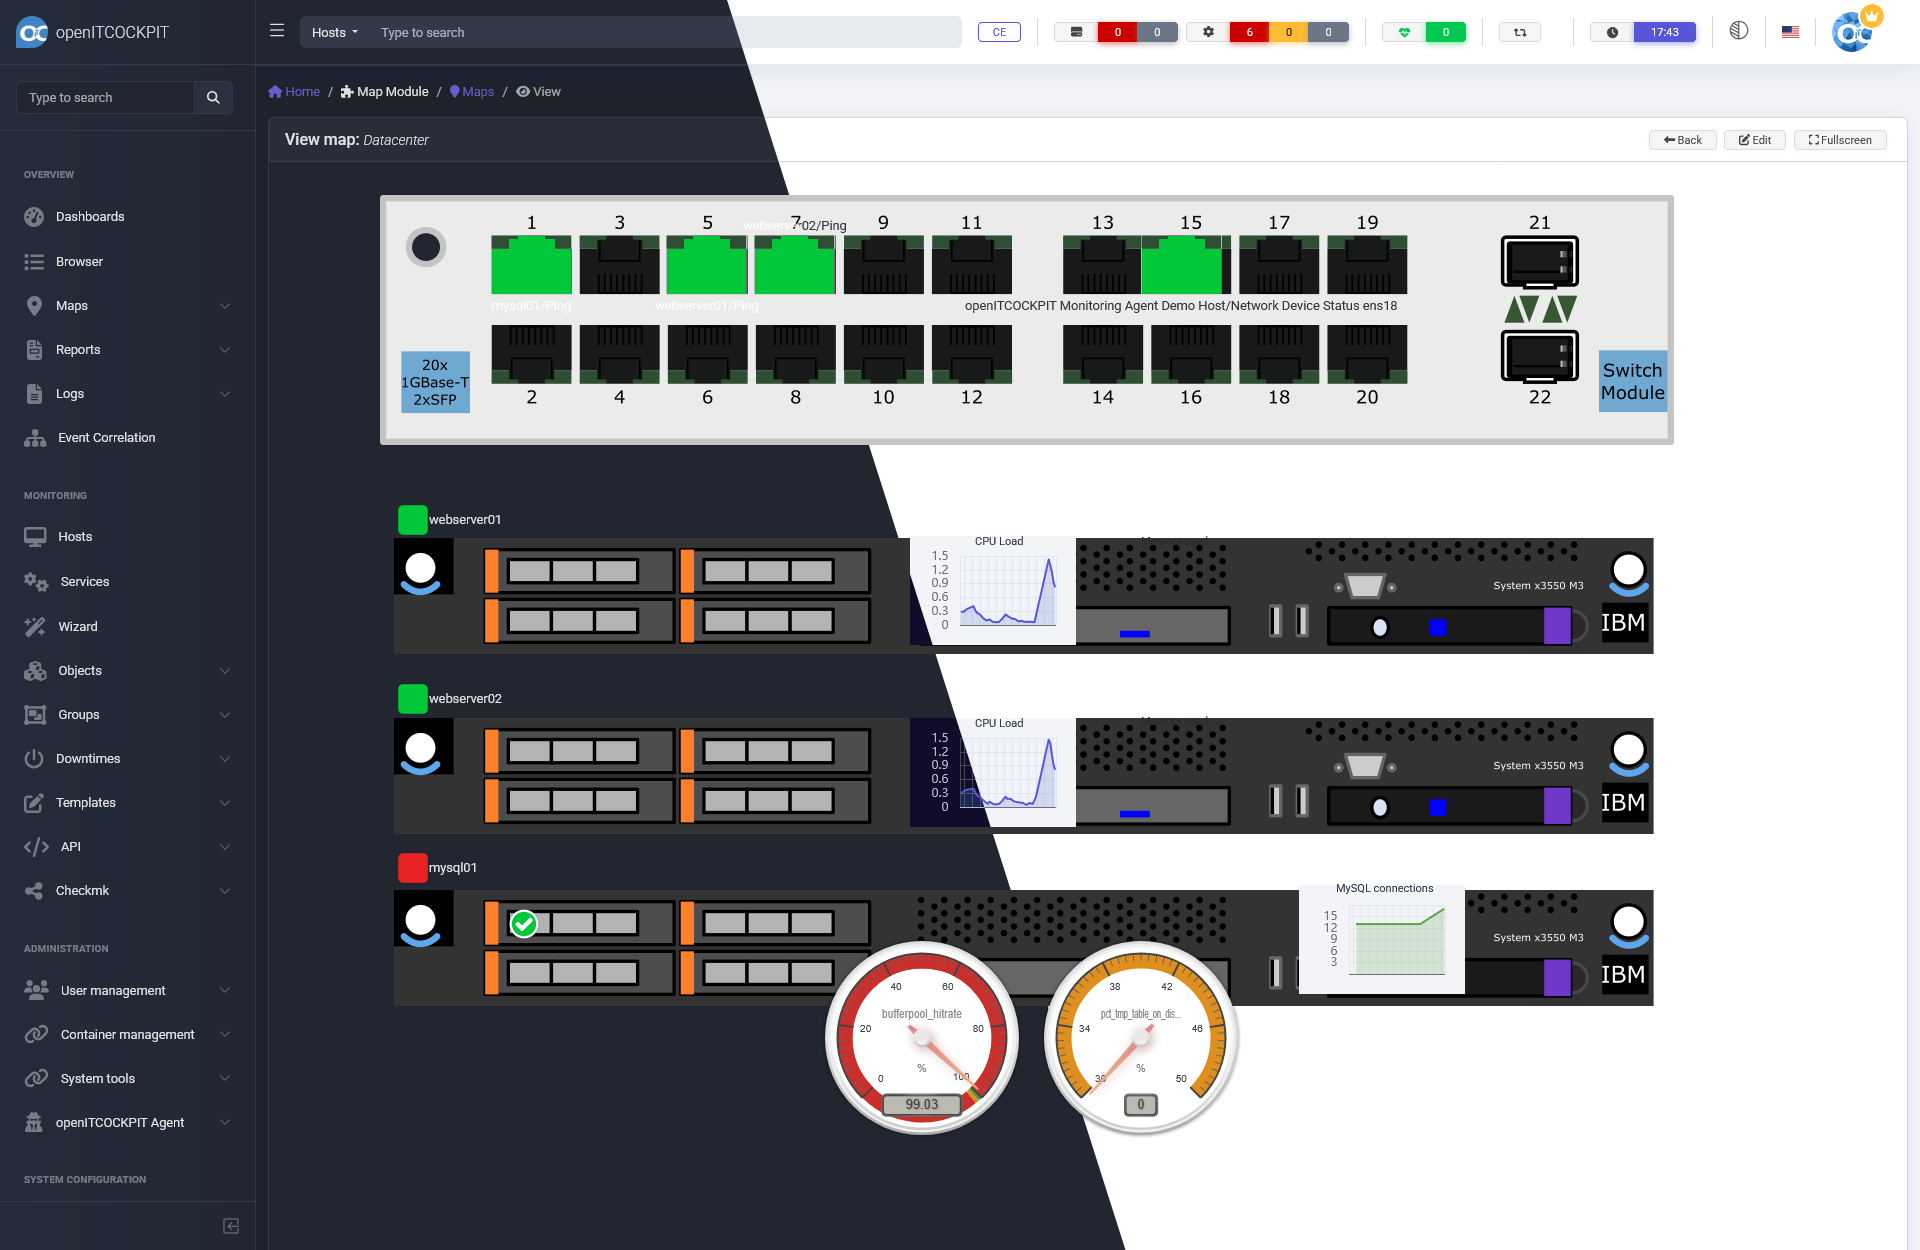 openITCOCKPIT
Hosts
Type to search
CE
0
0
6
0
0
0
17:43
Type to search
Home / Map Module / Maps / View
View map: Datacenter
Back
Edit
Fullscreen
OVERVIEW
Dashboards
Browser
Maps
Reports
Logs
Event Correlation
MONITORING
Hosts
Services
Wizard
Objects
Groups
Downtimes
Templates
API
Checkmk
ADMINISTRATION
User management
Container management
System tools
openITCOCKPIT Agent
SYSTEM CONFIGURATION
1 3 5 7 9 11 13 15 17 19 21
webserver02/Ping
mysql01/Ping
webserver01/Ping
openITCOCKPIT Monitoring Agent Demo Host/Network Device Status ens18
20x
1GBase-T
2xSFP
Switch
Module
2 4 6 8 10 12 14 16 18 20 22
webserver01
CPU Load
1.5
1.2
0.9
0.6
0.3
0
System x3550 M3
IBM
webserver02
CPU Load
1.5
1.2
0.9
0.6
0.3
0
System x3550 M3
IBM
mysql01
MySQL connections
15
12
9
6
3
System x3550 M3
IBM
0
20
40
60
80
100
bufferpool_hitrate
%
99.03
30
34
38
42
46
50
pct_tmp_table_on_dis...
%
0